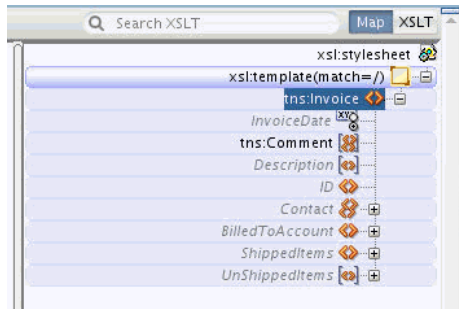 Search XSLT Map XSLT
xsl:stylesheet
xsl:template(match=/)
tns:Invoice
InvoiceDate
tns:Comment
Description
ID
Contact
BilledToAccount
ShippedItems
UnShippedItems